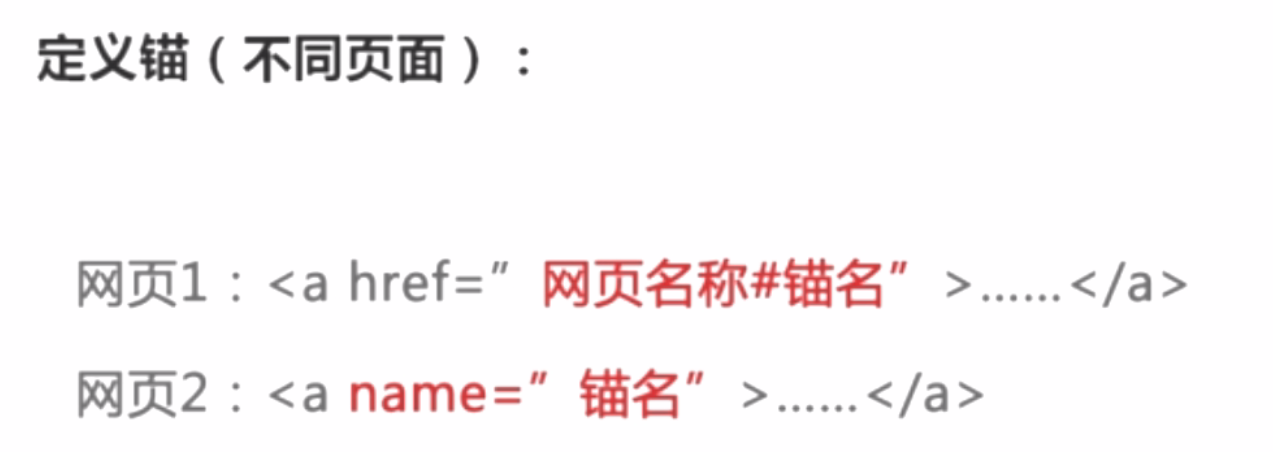 定义锚（不同页面）：
网页1：<a href=”网页名称#锚名”>......</a>
网页2：<a name=”锚名”>......</a>